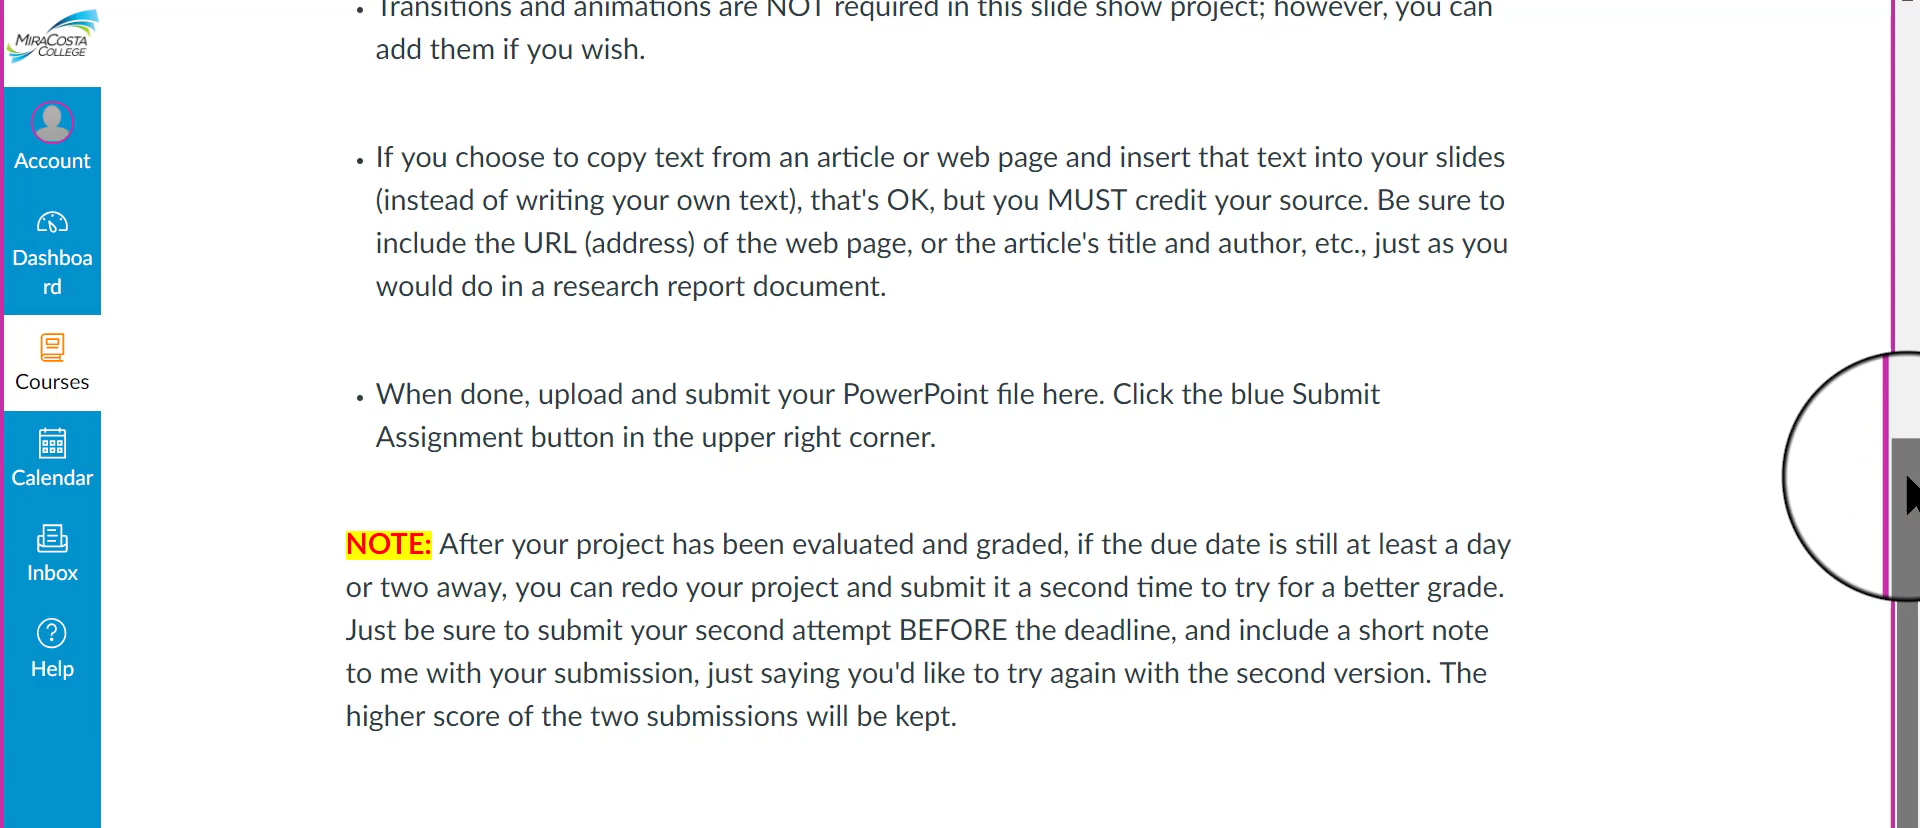 MIRACOSTA
COLLEGE
Account
Dashboa
rd
Courses
Calendar
Inbox
Help
Transitions and animations are NOT required in this slide show project; however, you can
add them if you wish.
• If you choose to copy text from an article or web page and insert that text into your slides
(instead of writing your own text), that's OK, but you MUST credit your source. Be sure to
include the URL (address) of the web page, or the article's title and author, etc., just as you
would do in a research report document.
• When done, upload and submit your PowerPoint file here. Click the blue Submit
Assignment button in the upper right corner.
NOTE: After your project has been evaluated and graded, if the due date is still at least a day
or two away, you can redo your project and submit it a second time to try for a better grade.
Just be sure to submit your second attempt BEFORE the deadline, and include a short note
to me with your submission, just saying you'd like to try again with the second version. The
higher score of the two submissions will be kept.